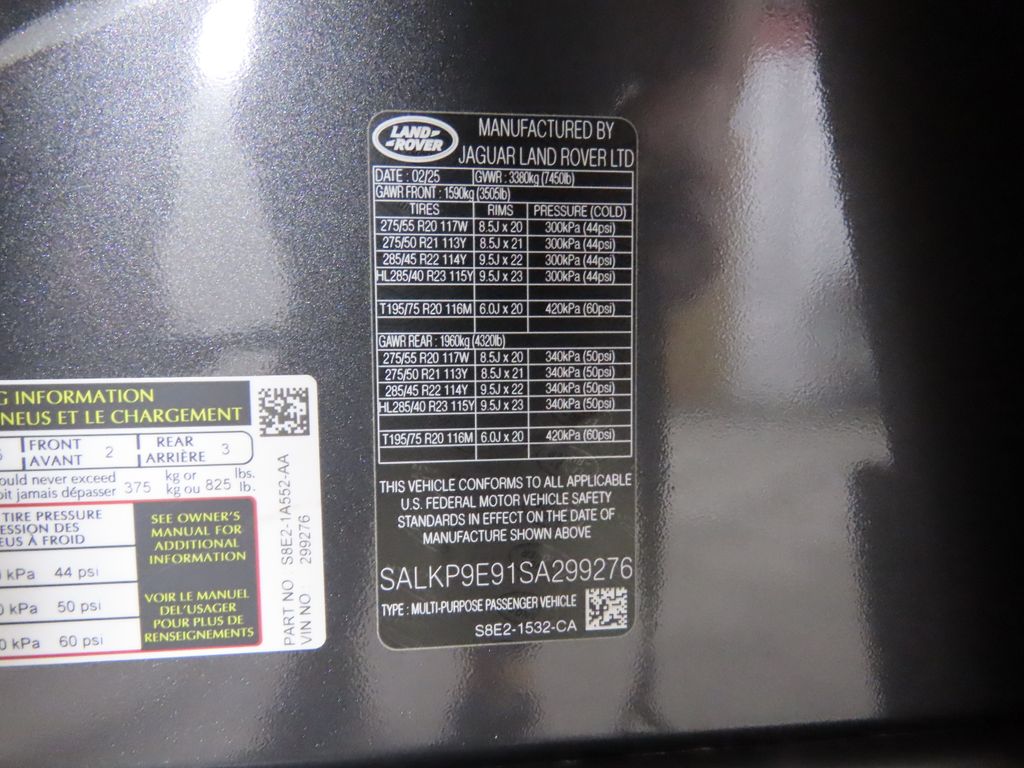 LAND ROVER
MANUFACTURED BY
JAGUAR LAND ROVER LTD
DATE : 02/25 GVWR : 3380kg (7450lb)
GAWR FRONT : 1590kg (3505lb)
TIRES RIMS PRESSURE (COLD)
275/55 R20 117W 8.5J x 20 300kPa (44psi)
275/50 R21 113Y 8.5J x 21 300kPa (44psi)
285/45 R22 114Y 9.5J x 22 300kPa (44psi)
HL285/40 R23 115Y 9.5J x 23 300kPa (44psi)
T195/75 R20 116M 6.0J x 20 420kPa (60psi)
GAWR REAR : 1960kg (4320lb)
275/55 R20 117W 8.5J x 20 340kPa (50psi)
275/50 R21 113Y 8.5J x 21 340kPa (50psi)
285/45 R22 114Y 9.5J x 22 340kPa (50psi)
HL285/40 R23 115Y 9.5J x 23 340kPa (50psi)
T195/75 R20 116M 6.0J x 20 420kPa (60psi)
THIS VEHICLE CONFORMS TO ALL APPLICABLE
U.S. FEDERAL MOTOR VEHICLE SAFETY
STANDARDS IN EFFECT ON THE DATE OF
MANUFACTURE SHOWN ABOVE
SALKP9E91SA299276
TYPE : MULTI-PURPOSE PASSENGER VEHICLE
S8E2-1532-CA
G INFORMATION
NEUS ET LE CHARGEMENT
FRONT 2 REAR 3
AVANT ARRIÈRE
ould never exceed 375 kg or 825 lbs.
oit jamais dépasser kg ou lb.
TIRE PRESSURE
ESSION DES
EUS À FROID
kPa 44 psi
0 kPa 50 psi
0 kPa 60 psi
SEE OWNER'S
MANUAL FOR
ADDITIONAL
INFORMATION
VOIR LE MANUEL
DEL'USAGER
POUR PLUS DE
RENSEIGNEMENTS
PART NO S8E2-1A552-AA
VIN NO 299276